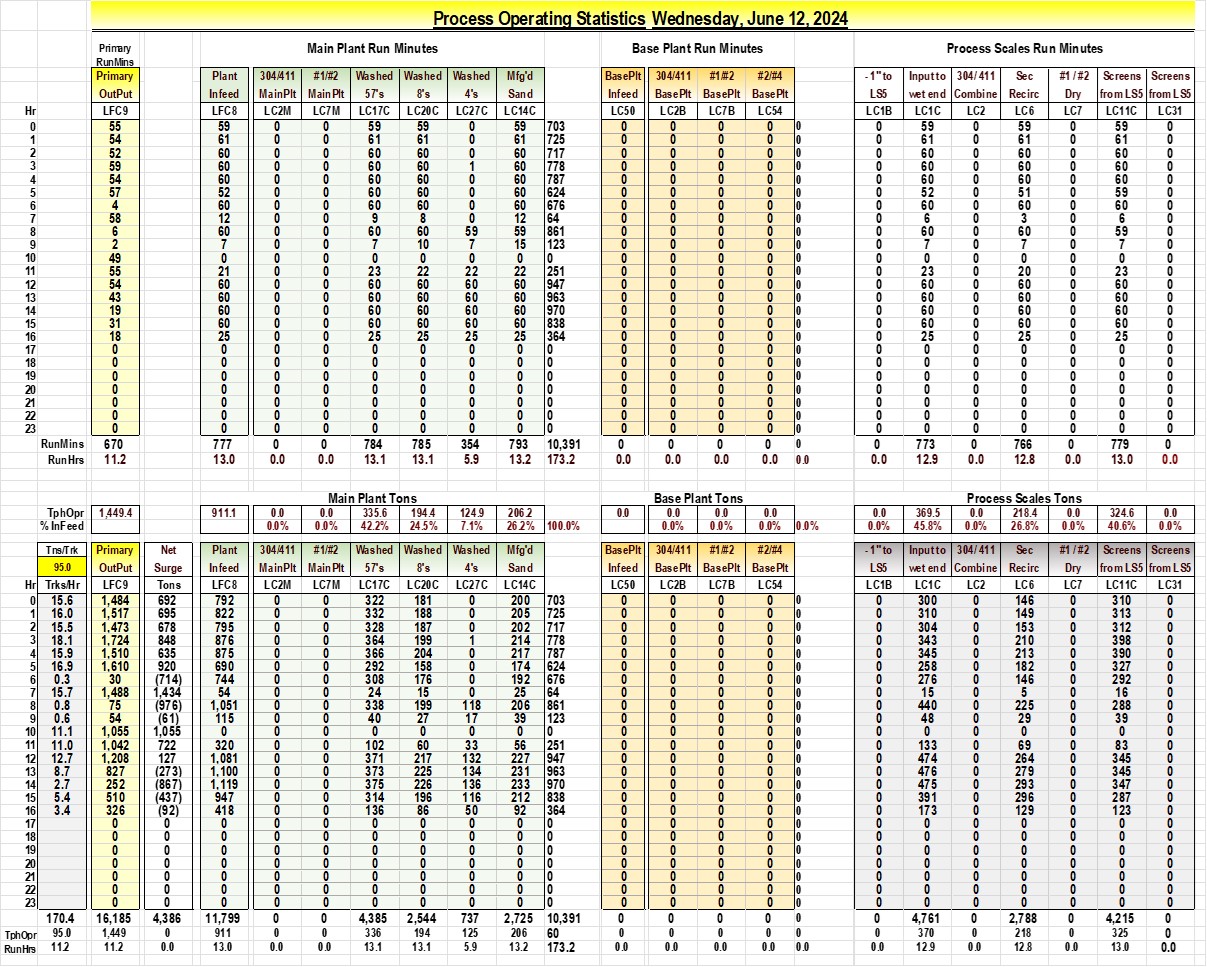 Process Operating Statistics Wednesday, June 12, 2024
Primary Main Plant Run Minutes Base Plant Run Minutes Process Scales Run Minutes
RunMins
Primary Plant 304/411 #1/#2 Washed Washed Washed Mfg'd BasePlt 304/411 #1/#2 #2/#4 - 1" to Input to 304/ 411 Sec #1 / #2 Screens Screens
OutPut Infeed MainPlt MainPlt 57's 8's 4's Sand Infeed BasePlt BasePlt BasePlt LS5 wet end Combine Recirc Dry from LS5 from LS5
Hr LFC9 LFC8 LC2M LC7M LC17C LC20C LC27C LC14C LC50 LC2B LC7B LC54 LC1B LC1C LC2 LC6 LC7 LC11C LC31
0 55 59 0 0 59 59 0 59 703 0 0 0 0 0 0 59 0 59 0 59 0
1 54 61 0 0 61 61 0 61 725 0 0 0 0 0 0 61 0 61 0 61 0
2 52 60 0 0 60 60 0 60 717 0 0 0 0 0 0 60 0 60 0 60 0
3 59 60 0 0 60 60 1 60 778 0 0 0 0 0 0 60 0 60 0 60 0
4 54 60 0 0 60 60 0 60 787 0 0 0 0 0 0 60 0 60 0 60 0
5 57 52 0 0 60 60 0 60 624 0 0 0 0 0 0 52 0 51 0 59 0
6 4 60 0 0 60 60 0 60 676 0 0 0 0 0 0 60 0 60 0 60 0
7 58 12 0 0 9 8 0 12 64 0 0 0 0 0 0 6 0 3 0 6 0
8 6 60 0 0 60 60 59 59 861 0 0 0 0 0 0 60 0 60 0 59 0
9 2 7 0 0 7 10 7 15 123 0 0 0 0 0 0 7 0 7 0 7 0
10 49 0 0 0 0 0 0 0 0 0 0 0 0 0 0 0 0 0 0 0 0
11 55 21 0 0 23 22 22 22 251 0 0 0 0 0 0 23 0 20 0 23 0
12 54 60 0 0 60 60 60 60 947 0 0 0 0 0 0 60 0 60 0 60 0
13 43 60 0 0 60 60 60 60 963 0 0 0 0 0 0 60 0 60 0 60 0
14 19 60 0 0 60 60 60 60 970 0 0 0 0 0 0 60 0 60 0 60 0
15 31 60 0 0 60 60 60 60 838 0 0 0 0 0 0 60 0 60 0 60 0
16 18 25 0 0 25 25 25 25 364 0 0 0 0 0 0 25 0 25 0 25 0
17 0 0 0 0 0 0 0 0 0 0 0 0 0 0 0 0 0 0 0 0 0
18 0 0 0 0 0 0 0 0 0 0 0 0 0 0 0 0 0 0 0 0 0
19 0 0 0 0 0 0 0 0 0 0 0 0 0 0 0 0 0 0 0 0 0
20 0 0 0 0 0 0 0 0 0 0 0 0 0 0 0 0 0 0 0 0 0
21 0 0 0 0 0 0 0 0 0 0 0 0 0 0 0 0 0 0 0 0 0
22 0 0 0 0 0 0 0 0 0 0 0 0 0 0 0 0 0 0 0 0 0
23 0 0 0 0 0 0 0 0 0 0 0 0 0 0 0 0 0 0 0 0 0
RunMins 670 777 0 0 784 785 354 793 10,391 0 0 0 0 0 0 773 0 766 0 779 0
RunHrs 11.2 13.0 0.0 0.0 13.1 13.1 5.9 13.2 173.2 0.0 0.0 0.0 0.0 0.0 0.0 12.9 0.0 12.8 0.0 13.0 0.0
Main Plant Tons Base Plant Tons Process Scales Tons
TphOpr 1,449.4 911.1 0.0 0.0 335.6 194.4 124.9 206.2 0.0 0.0 0.0 0.0 0.0 369.5 0.0 218.4 0.0 324.6 0.0
% InFeed 0.0% 0.0% 42.2% 24.5% 7.1% 26.2% 100.0% 0.0% 0.0% 0.0% 0.0% 0.0% 45.8% 0.0% 26.8% 0.0% 40.6% 0.0%
Tns/Trk Primary Net Plant 304/411 #1/#2 Washed Washed Washed Mfg'd BasePlt 304/411 #1/#2 #2/#4 - 1" to Input to 304/ 411 Sec #1 / #2 Screens Screens
95.0 OutPut Surge Infeed MainPlt MainPlt 57's 8's 4's Sand Infeed BasePlt BasePlt BasePlt LS5 wet end Combine Recirc Dry from LS5 from LS5
Hr Trks/Hr LFC9 Tons LFC8 LC2M LC7M LC17C LC20C LC27C LC14C LC50 LC2B LC7B LC54 LC1B LC1C LC2 LC6 LC7 LC11C LC31
0 15.6 1,484 692 792 0 0 322 181 0 200 703 0 0 0 0 0 0 300 0 146 0 310 0
1 16.0 1,517 695 822 0 0 332 188 0 205 725 0 0 0 0 0 0 310 0 149 0 313 0
2 15.5 1,473 678 795 0 0 328 187 0 202 717 0 0 0 0 0 0 304 0 153 0 312 0
3 18.1 1,724 848 876 0 0 364 199 1 214 778 0 0 0 0 0 0 343 0 210 0 398 0
4 15.9 1,510 635 875 0 0 366 204 0 217 787 0 0 0 0 0 0 345 0 213 0 390 0
5 16.9 1,610 920 690 0 0 292 158 0 174 624 0 0 0 0 0 0 258 0 182 0 327 0
6 0.3 30 (714) 744 0 0 308 176 0 192 676 0 0 0 0 0 0 276 0 146 0 292 0
7 15.7 1,488 1,434 54 0 0 24 15 0 25 64 0 0 0 0 0 0 15 0 5 0 16 0
8 0.8 75 (976) 1,051 0 0 338 199 118 206 861 0 0 0 0 0 0 440 0 225 0 288 0
9 0.6 54 (61) 115 0 0 40 27 17 39 123 0 0 0 0 0 0 48 0 29 0 39 0
10 11.1 1,055 1,055 0 0 0 0 0 0 0 0 0 0 0 0 0 0 0 0 0 0 0 0
11 11.0 1,042 722 320 0 0 102 60 33 56 251 0 0 0 0 0 0 133 0 69 0 83 0
12 12.7 1,208 127 1,081 0 0 371 217 132 227 947 0 0 0 0 0 0 474 0 264 0 345 0
13 8.7 827 (273) 1,100 0 0 373 225 134 231 963 0 0 0 0 0 0 476 0 279 0 345 0
14 2.7 252 (867) 1,119 0 0 375 226 136 233 970 0 0 0 0 0 0 475 0 293 0 347 0
15 5.4 510 (437) 947 0 0 314 196 116 212 838 0 0 0 0 0 0 391 0 296 0 287 0
16 3.4 326 (92) 418 0 0 136 86 50 92 364 0 0 0 0 0 0 173 0 129 0 123 0
17 0 0 0 0 0 0 0 0 0 0 0 0 0 0 0 0 0 0 0 0 0 0
18 0 0 0 0 0 0 0 0 0 0 0 0 0 0 0 0 0 0 0 0 0 0
19 0 0 0 0 0 0 0 0 0 0 0 0 0 0 0 0 0 0 0 0 0 0
20 0 0 0 0 0 0 0 0 0 0 0 0 0 0 0 0 0 0 0 0 0 0
21 0 0 0 0 0 0 0 0 0 0 0 0 0 0 0 0 0 0 0 0 0 0
22 0 0 0 0 0 0 0 0 0 0 0 0 0 0 0 0 0 0 0 0 0 0
23 0 0 0 0 0 0 0 0 0 0 0 0 0 0 0 0 0 0 0 0 0 0
170.4 16,185 4,386 11,799 0 0 4,385 2,544 737 2,725 10,391 0 0 0 0 0 0 4,761 0 2,788 0 4,215 0
TphOpr 95.0 1,449 0 911 0 0 336 194 125 206 60 0 0 0 0 0 0 370 0 218 0 325 0
RunHrs 11.2 11.2 0.0 13.0 0.0 0.0 13.1 13.1 5.9 13.2 173.2 0.0 0.0 0.0 0.0 0.0 0.0 12.9 0.0 12.8 0.0 13.0 0.0